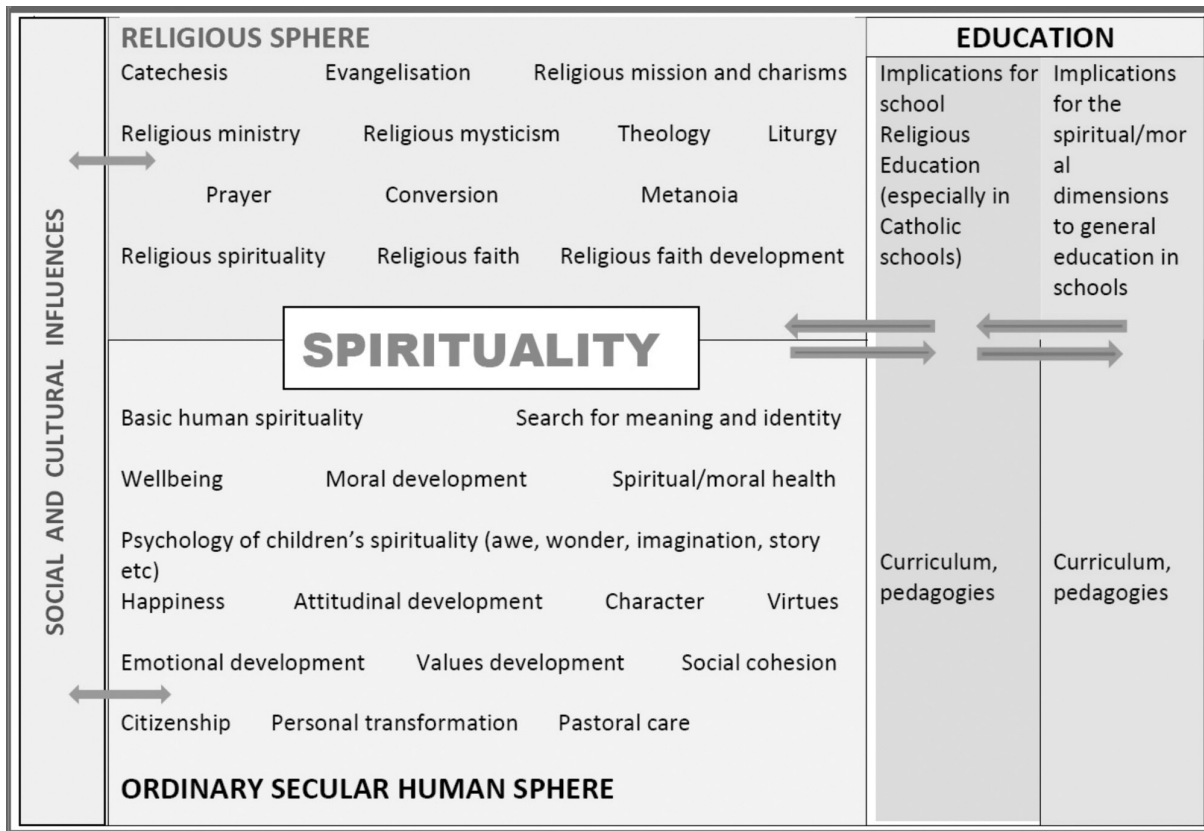 SOCIAL AND CULTURAL INFLUENCES
RELIGIOUS SPHERE
Catechesis Evangelisation Religious mission and charisms
Religious ministry Religious mysticism Theology Liturgy
Prayer Conversion Metanoia
Religious spirituality Religious faith Religious faith development
SPIRITUALITY
Basic human spirituality Search for meaning and identity
Wellbeing Moral development Spiritual/moral health
Psychology of children’s spirituality (awe, wonder, imagination, story
etc)
Happiness Attitudinal development Character Virtues
Emotional development Values development Social cohesion
Citizenship Personal transformation Pastoral care
ORDINARY SECULAR HUMAN SPHERE
EDUCATION
Implications for
school
Religious
Education
(especially in
Catholic
schools)
Curriculum,
pedagogies
Implications
for the
spiritual/mor
al
dimensions
to general
education in
schools
Curriculum,
pedagogies